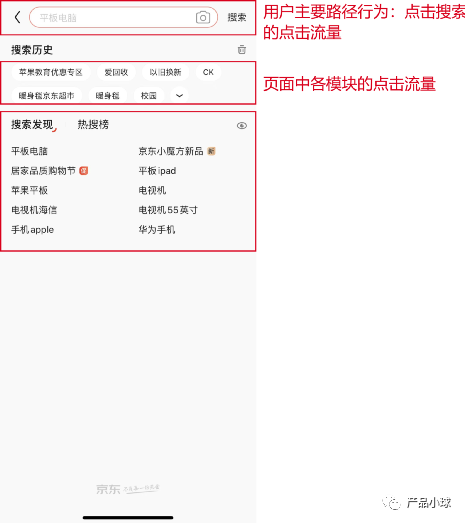 平板电脑
搜索
用户主要路径行为：点击搜索
的点击流量
搜索历史
页面中各模块的点击流量
苹果教育优惠专区 爱回收 以旧换新 CK
暖身毯京东超市 暖身毯 校园
搜索发现 热搜榜
平板电脑 京东小魔方新品 新
居家品质购物节 平板ipad
苹果平板 电视机
电视机海信 电视机55英寸
手机apple 华为手机
京东
产品小球